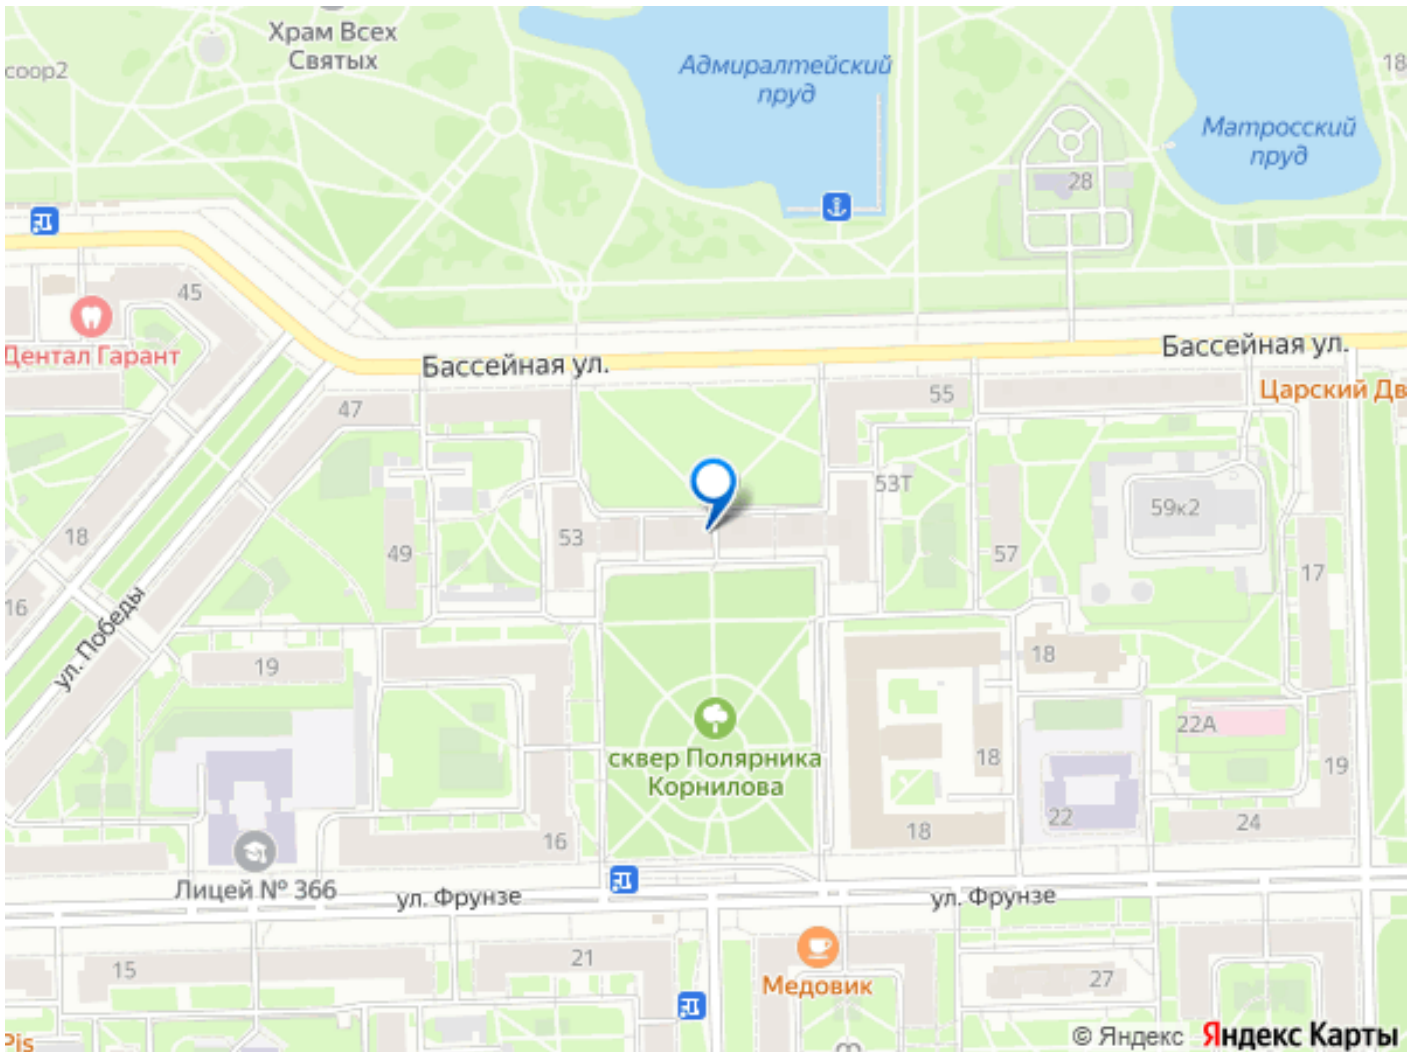 Храм Всех
Святых
соор2
Адмиралтейский
пруд
18
Матросский
пруд
28
45
Дентал Гарант
Бассейная ул.
Бассейная ул.
Царский Дв
47
55
53Т
59к2
18
53
49
57
17
16
ул. Победы
19
18
22А
сквер Полярника
Корнилова
18
19
16
18
22
24
Лицей № 366
ул. Фрунзе
ул. Фрунзе
15
21
Медовик
27
Pis
© Яндекс Яндекс Карты